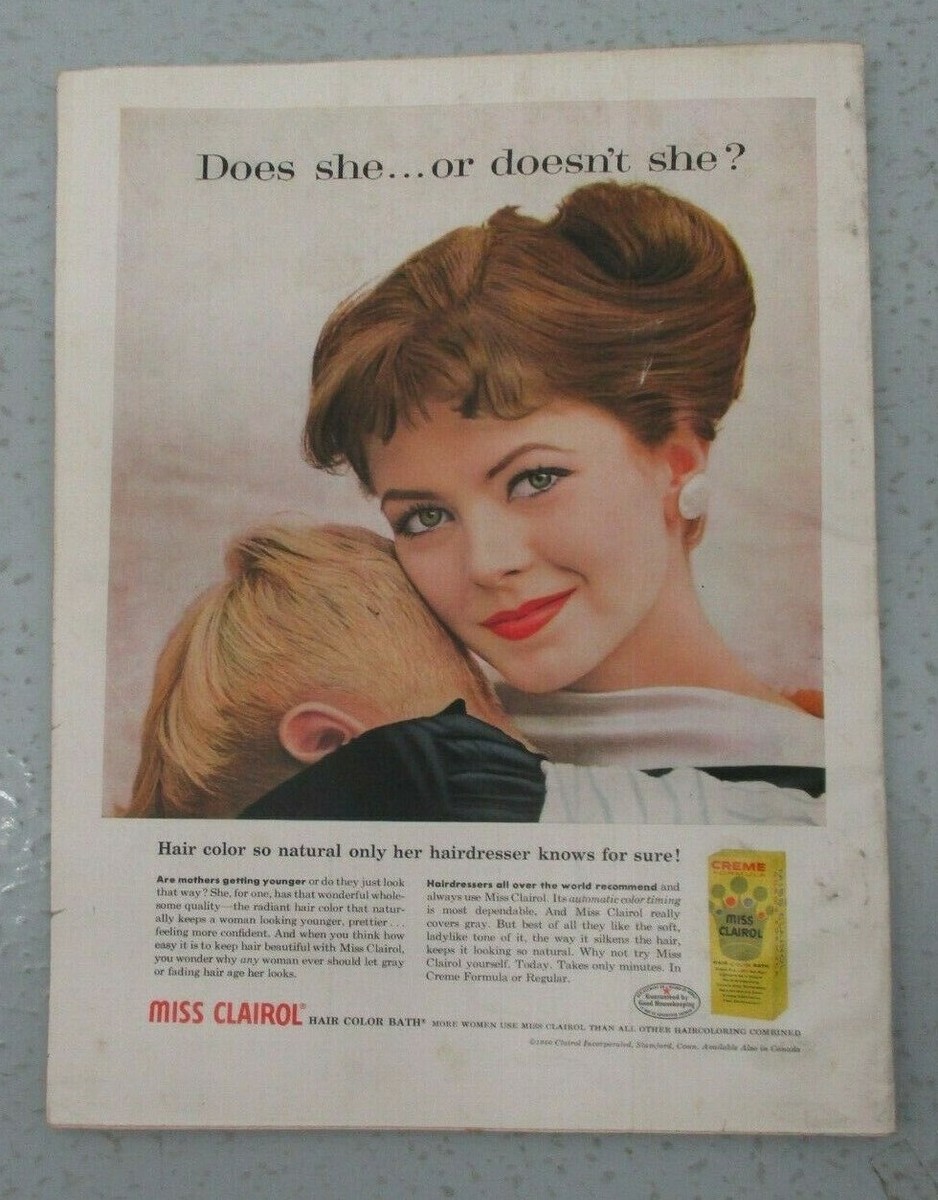 Does she...or doesn't she?
Hair color so natural only her hairdresser knows for sure!
Are mothers getting younger or do they just look
that way? She, for one, has that wonderful whole-
some quality—the radiant hair color that natur-
ally keeps a woman looking younger, prettier...
feeling more confident. And when you think how
easy it is to keep hair beautiful with Miss Clairol,
you wonder why any woman ever should let gray
or fading hair age her looks.
Hairdressers all over the world recommend and
always use Miss Clairol. Its automatic color timing
is most dependable. And Miss Clairol really
covers gray. But best of all they like the soft,
ladylike tone of it, the way it silkens the hair,
keeps it looking so natural. Why not try Miss
Clairol yourself. Today. Takes only minutes. In
Creme Formula or Regular.
CREME
FORMULA
MISS
CLAIROL
HAIR COLOR BATH
Guaranteed by
Good Housekeeping
MISS CLAIROL® HAIR COLOR BATH* MORE WOMEN USE MISS CLAIROL THAN ALL OTHER HAIRCOLORING COMBINED
Clairol Incorporated, Stamford, Conn. Available Also in Canada